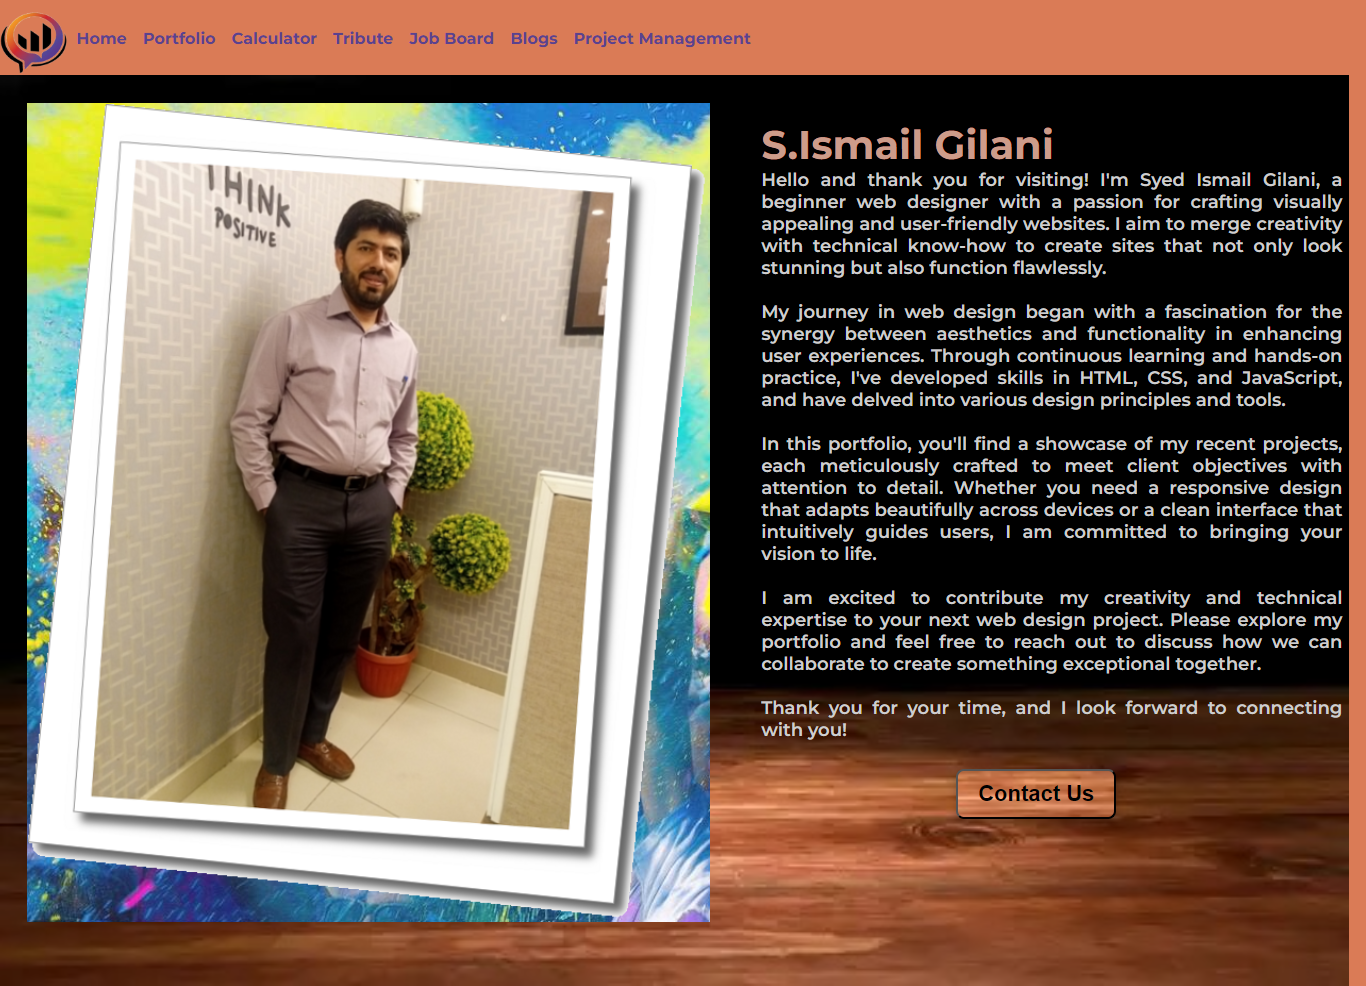 Home Portfolio Calculator Tribute Job Board Blogs Project Management
THINK
POSITIVE
S.Ismail Gilani
Hello and thank you for visiting! I'm Syed Ismail Gilani, a
beginner web designer with a passion for crafting visually
appealing and user-friendly websites. I aim to merge creativity
with technical know-how to create sites that not only look
stunning but also function flawlessly.
My journey in web design began with a fascination for the
synergy between aesthetics and functionality in enhancing
user experiences. Through continuous learning and hands-on
practice, I've developed skills in HTML, CSS, and JavaScript,
and have delved into various design principles and tools.
In this portfolio, you'll find a showcase of my recent projects,
each meticulously crafted to meet client objectives with
attention to detail. Whether you need a responsive design
that adapts beautifully across devices or a clean interface that
intuitively guides users, I am committed to bringing your
vision to life.
I am excited to contribute my creativity and technical
expertise to your next web design project. Please explore my
portfolio and feel free to reach out to discuss how we can
collaborate to create something exceptional together.
Thank you for your time, and I look forward to connecting
with you!
Contact Us